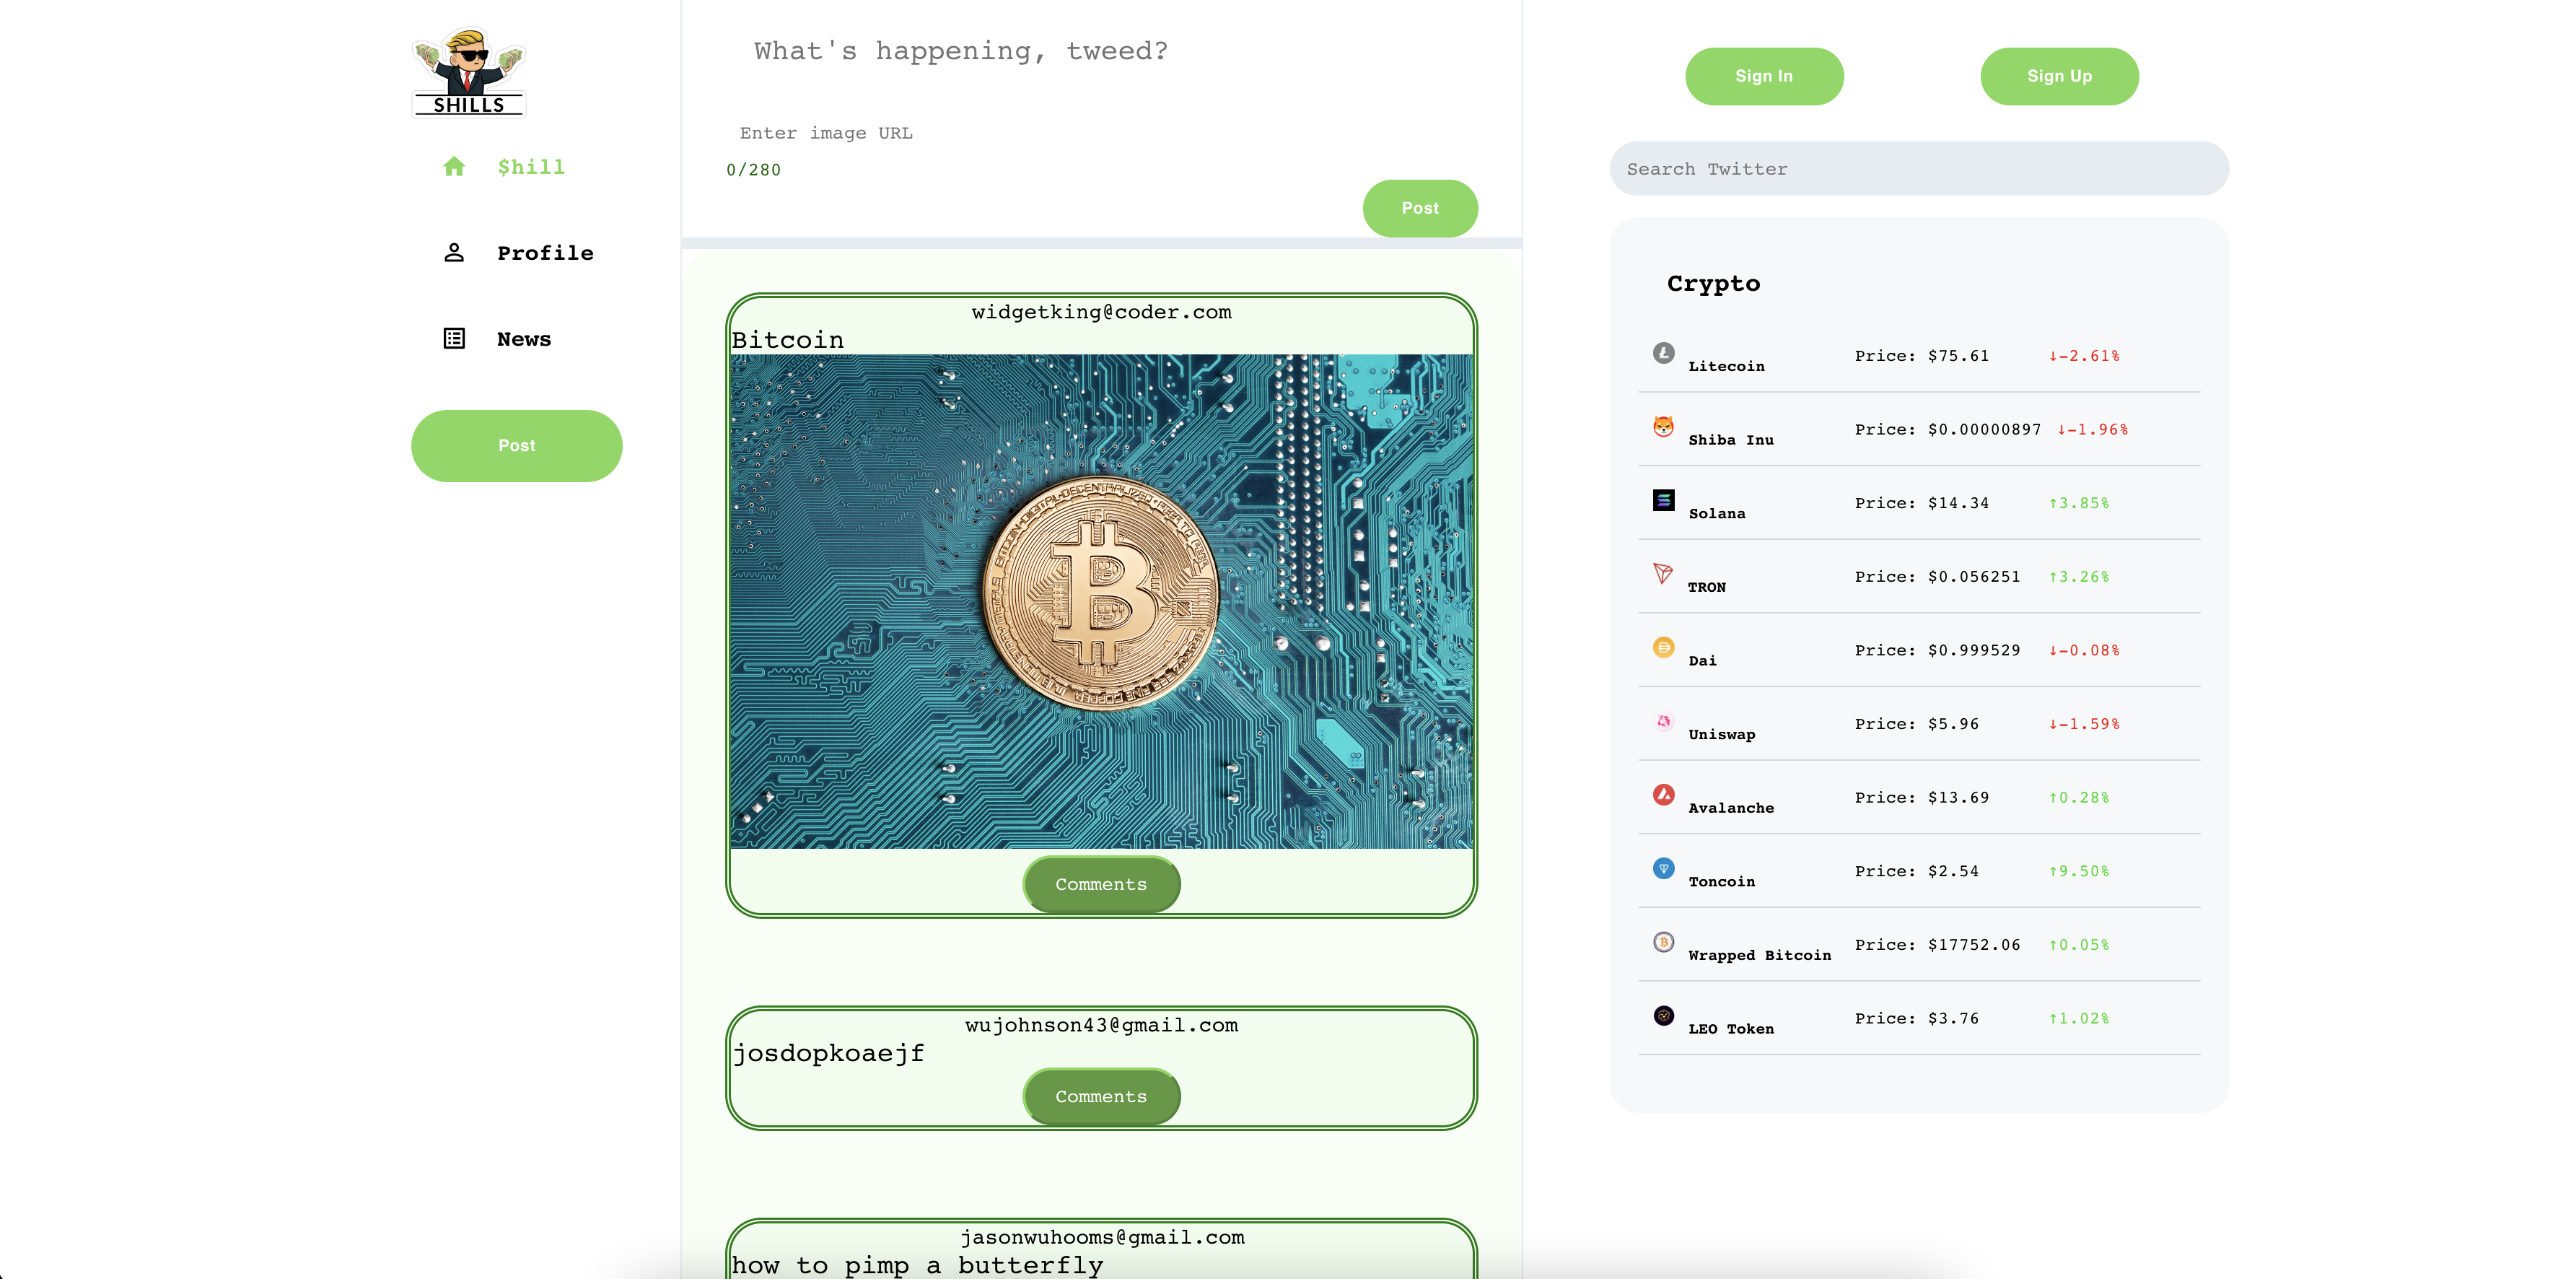 SHILLS
$hill
Profile
News
Post
What's happening, tweed?
Enter image URL
0/280
Post
widgetking@coder.com
Bitcoin
Comments
wujohnson43@gmail.com
josdopkoaejf
Comments
jasonwuhooms@gmail.com
how to pimp a butterfly
Sign In
Sign Up
Search Twitter
Crypto
Litecoin Price: $75.61 ↓-2.61%
Shiba Inu Price: $0.00000897 ↓-1.96%
Solana Price: $14.34 ↑3.85%
TRON Price: $0.056251 ↑3.26%
Dai Price: $0.999529 ↓-0.08%
Uniswap Price: $5.96 ↓-1.59%
Avalanche Price: $13.69 ↑0.28%
Toncoin Price: $2.54 ↑9.50%
Wrapped Bitcoin Price: $17752.06 ↑0.05%
LEO Token Price: $3.76 ↑1.02%